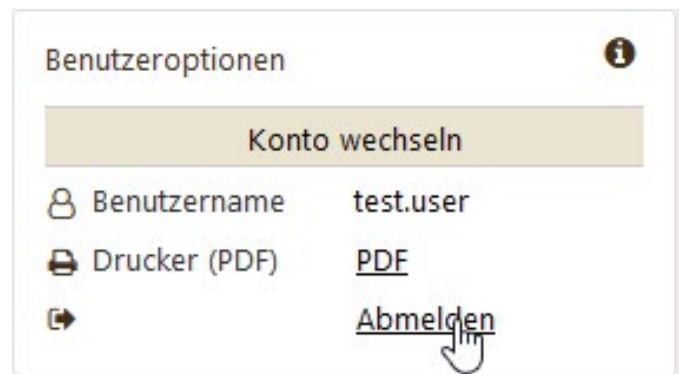 Benutzeroptionen
Konto wechseln
Benutzername test.user
Drucker (PDF) PDF
Abmelden